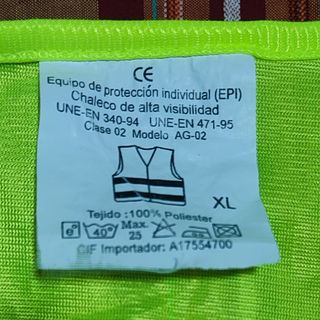 CE
Equipo de protección individual (EPI)
Chaleco de alta visibilidad
UNE-EN 340-94 UNE-EN 471-95
Clase 02 Modelo AG-02
XL
Tejido :100% Poliester
e 40° Max. 25
CIF Importador: A17554700